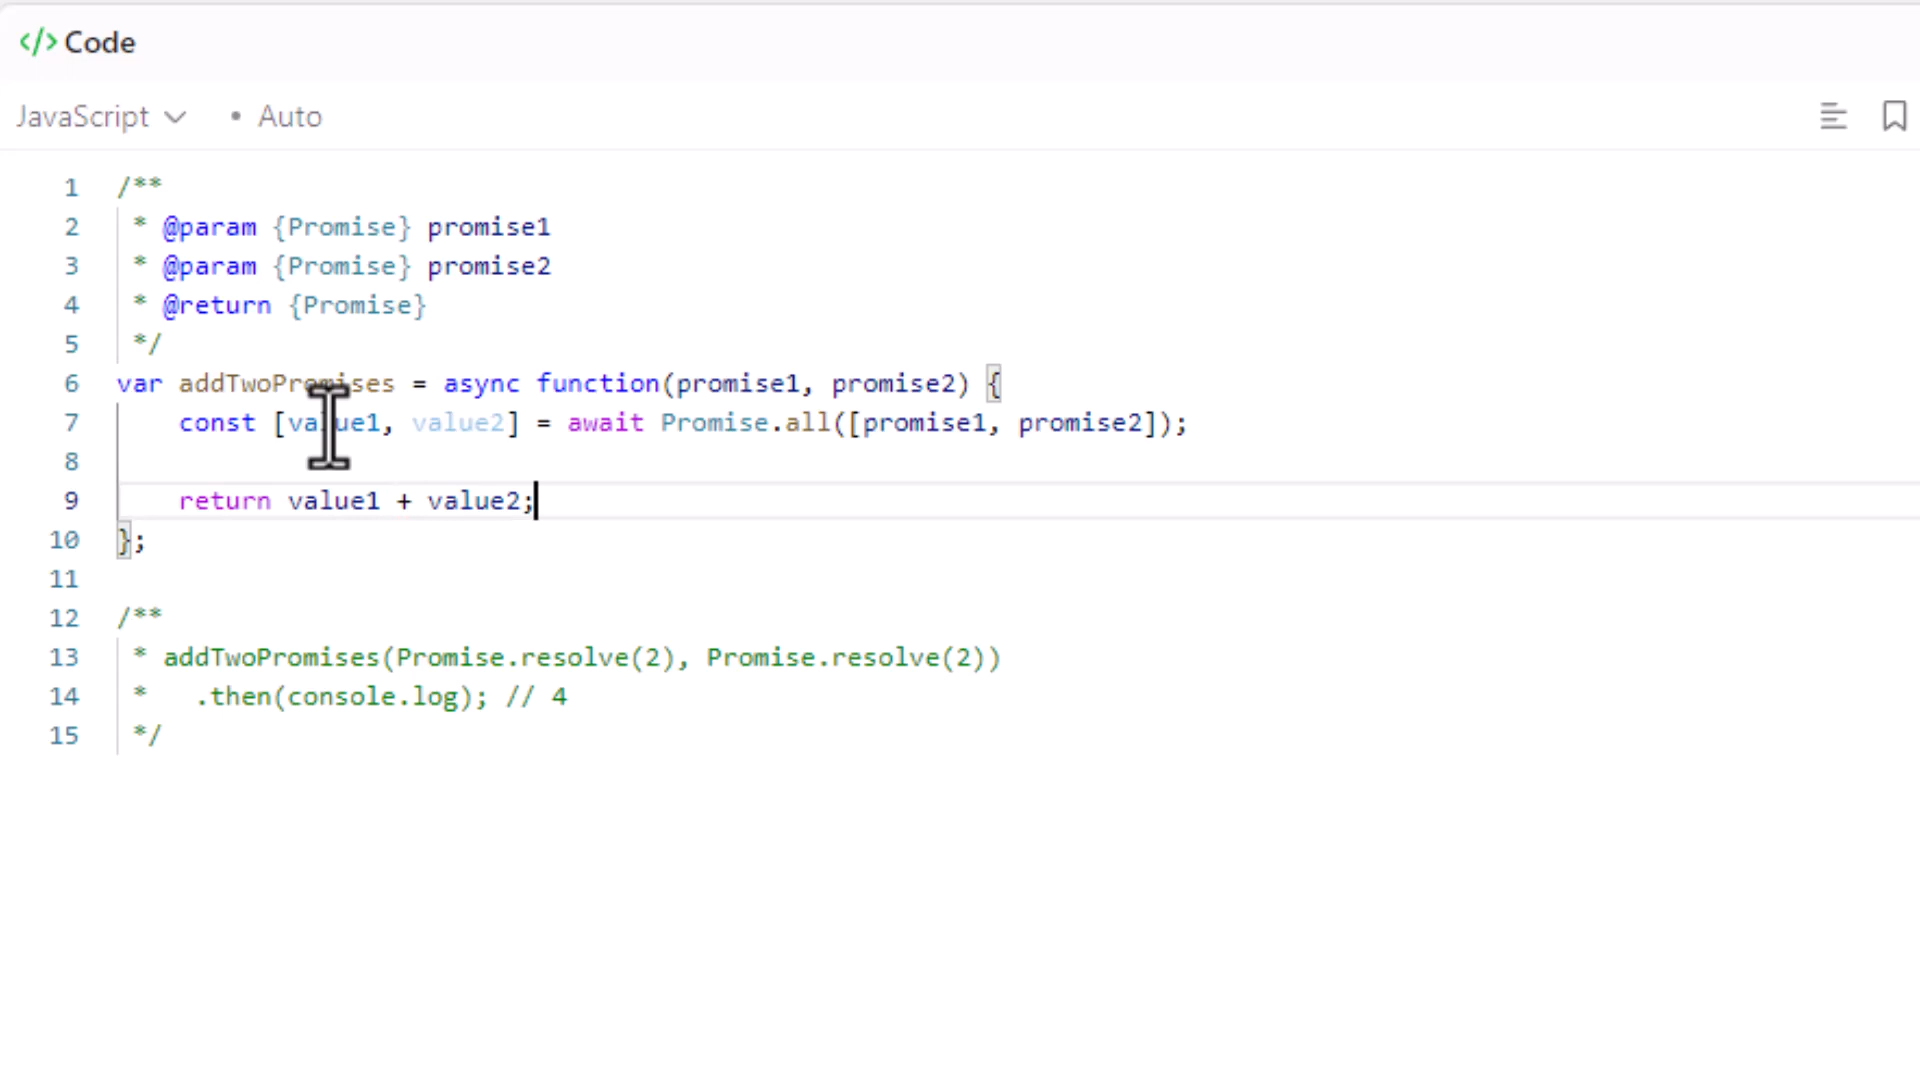 </> Code
JavaScript • Auto
1 /**
2 * @param {Promise} promise1
3 * @param {Promise} promise2
4 * @return {Promise}
5 */
6 var addTwoPromises = async function(promise1, promise2) {
7 const [value1, value2] = await Promise.all([promise1, promise2]);
8
9 return value1 + value2;
10 };
11
12 /**
13 * addTwoPromises(Promise.resolve(2), Promise.resolve(2))
14 * .then(console.log); // 4
15 */